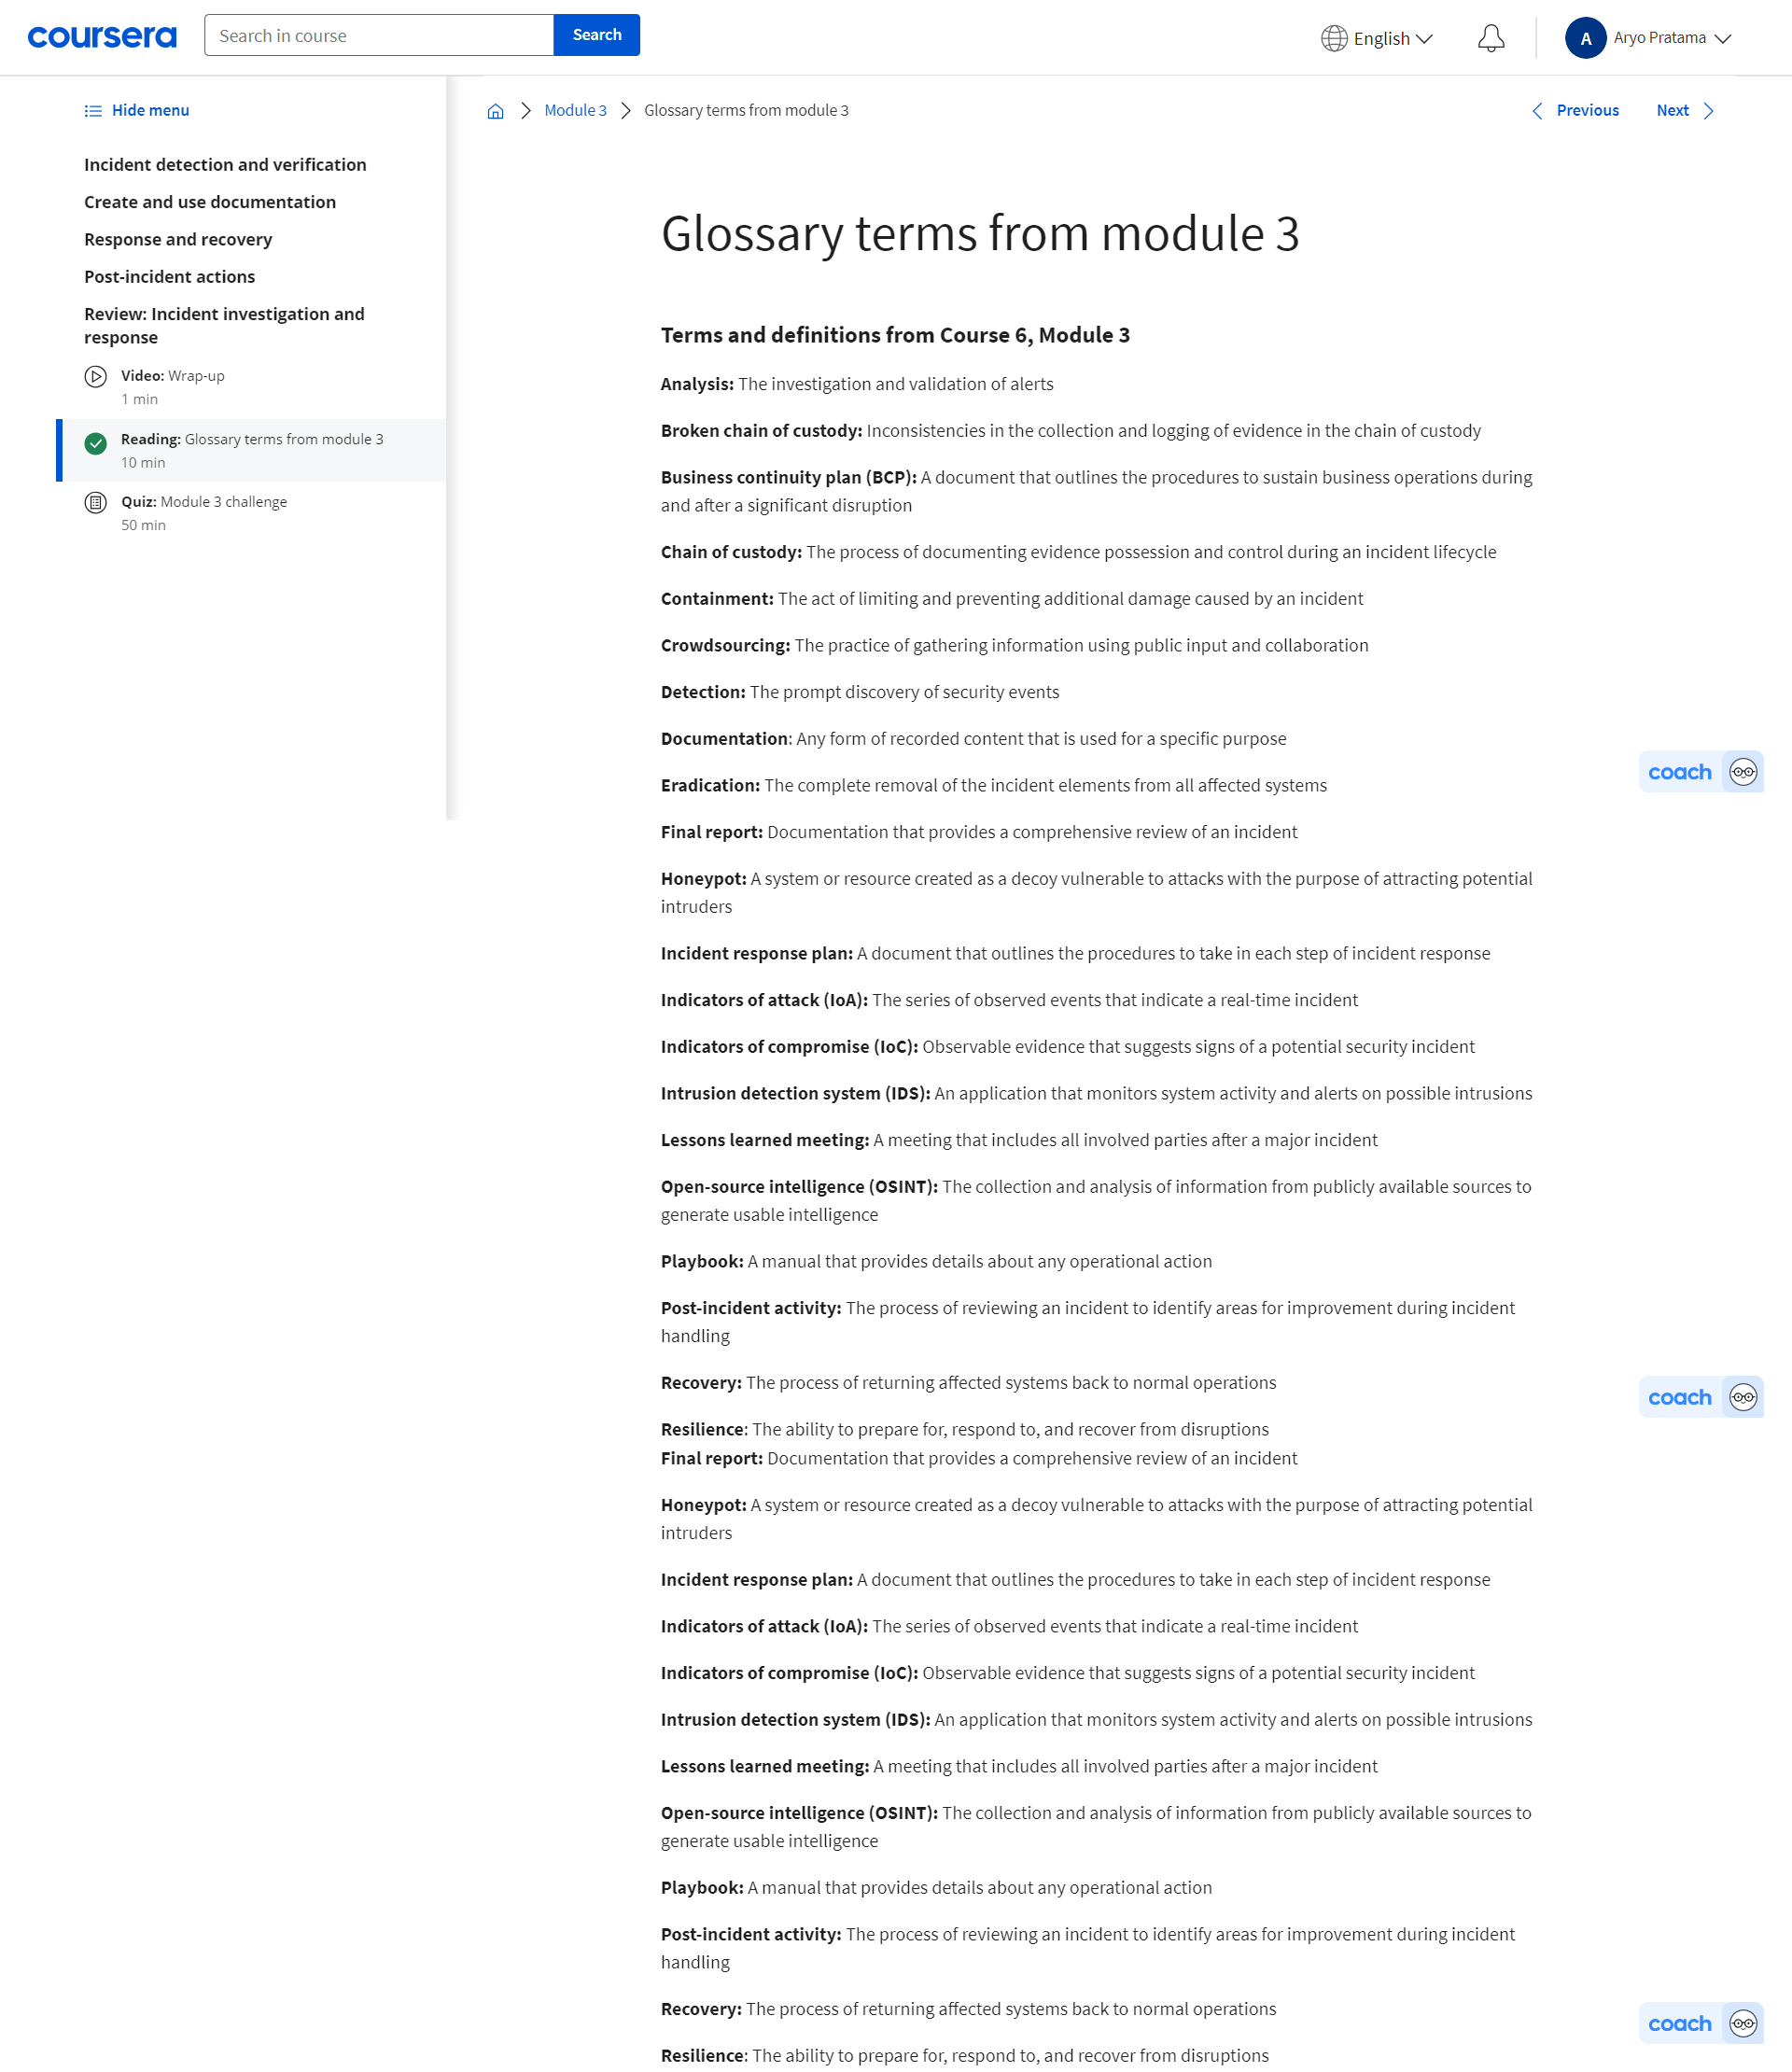 coursera
Search in course
Search
English
A
Aryo Pratama
Hide menu
Incident detection and verification
Create and use documentation
Response and recovery
Post-incident actions
Review: Incident investigation and
response
Video: Wrap-up
1 min
Reading: Glossary terms from module 3
10 min
Quiz: Module 3 challenge
50 min
Module 3
Glossary terms from module 3
Previous
Next
Glossary terms from module 3
Terms and definitions from Course 6, Module 3
Analysis: The investigation and validation of alerts
Broken chain of custody: Inconsistencies in the collection and logging of evidence in the chain of custody
Business continuity plan (BCP): A document that outlines the procedures to sustain business operations during
and after a significant disruption
Chain of custody: The process of documenting evidence possession and control during an incident lifecycle
Containment: The act of limiting and preventing additional damage caused by an incident
Crowdsourcing: The practice of gathering information using public input and collaboration
Detection: The prompt discovery of security events
Documentation: Any form of recorded content that is used for a specific purpose
coach
Eradication: The complete removal of the incident elements from all affected systems
Final report: Documentation that provides a comprehensive review of an incident
Honeypot: A system or resource created as a decoy vulnerable to attacks with the purpose of attracting potential
intruders
Incident response plan: A document that outlines the procedures to take in each step of incident response
Indicators of attack (IoA): The series of observed events that indicate a real-time incident
Indicators of compromise (IoC): Observable evidence that suggests signs of a potential security incident
Intrusion detection system (IDS): An application that monitors system activity and alerts on possible intrusions
Lessons learned meeting: A meeting that includes all involved parties after a major incident
Open-source intelligence (OSINT): The collection and analysis of information from publicly available sources to
generate usable intelligence
Playbook: A manual that provides details about any operational action
Post-incident activity: The process of reviewing an incident to identify areas for improvement during incident
handling
Recovery: The process of returning affected systems back to normal operations
coach
Resilience: The ability to prepare for, respond to, and recover from disruptions
Final report: Documentation that provides a comprehensive review of an incident
Honeypot: A system or resource created as a decoy vulnerable to attacks with the purpose of attracting potential
intruders
Incident response plan: A document that outlines the procedures to take in each step of incident response
Indicators of attack (IoA): The series of observed events that indicate a real-time incident
Indicators of compromise (IoC): Observable evidence that suggests signs of a potential security incident
Intrusion detection system (IDS): An application that monitors system activity and alerts on possible intrusions
Lessons learned meeting: A meeting that includes all involved parties after a major incident
Open-source intelligence (OSINT): The collection and analysis of information from publicly available sources to
generate usable intelligence
Playbook: A manual that provides details about any operational action
Post-incident activity: The process of reviewing an incident to identify areas for improvement during incident
handling
Recovery: The process of returning affected systems back to normal operations
coach
Resilience: The ability to prepare for, respond to, and recover from disruptions